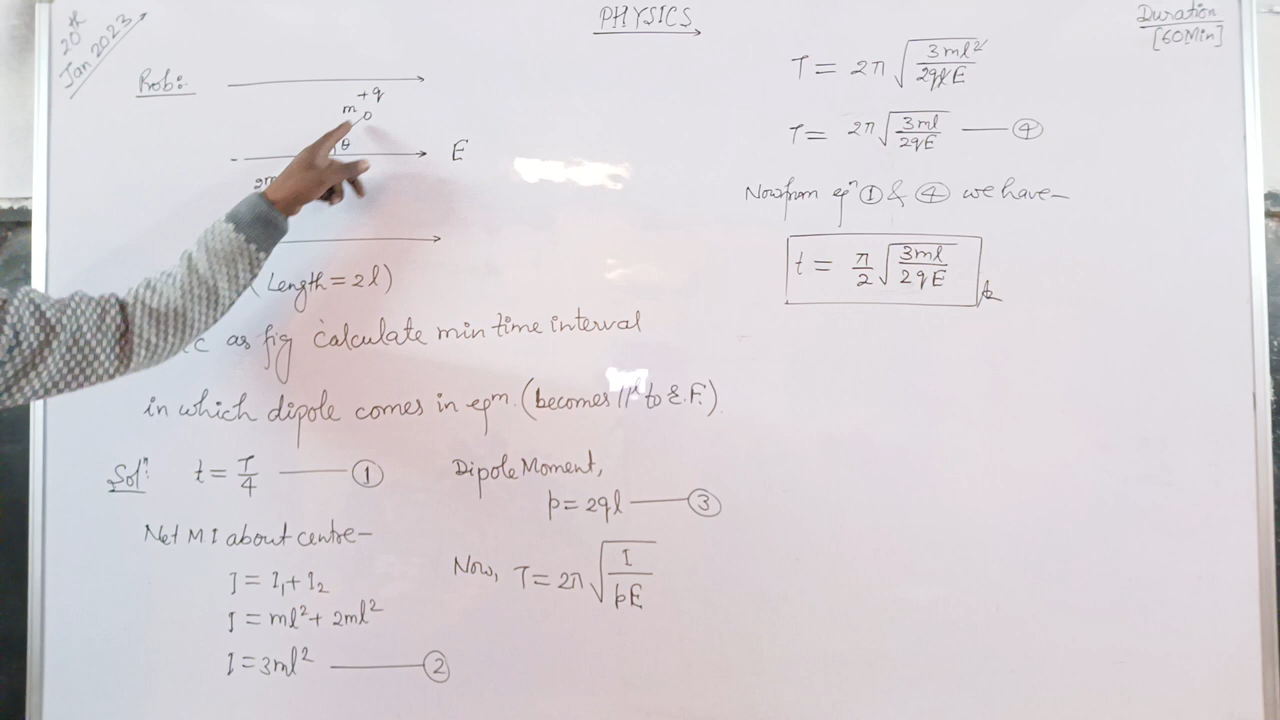 20th
Jan 2023
PHYSICS
Duration
[60Min]
Prob:-
+q
m
θ
E
2m
(Length = 2l)
as fig calculate min time interval
in which dipole comes in eqm. (becomes 11^l to E.F.).
Solⁿ: t = T/4 —— ①
Net M.I about centre–
I = I₁ + I₂
I = ml² + 2ml²
I = 3ml² —— ②
Dipole Moment,
p = 2ql —— ③
Now, T = 2π √(I/pE)
T = 2π √(3ml²/2qlE)
T = 2π √(3ml/2qE) —— ④
Now from eqⁿ ① & ④ we have–
t = π/2 √(3ml/2qE)